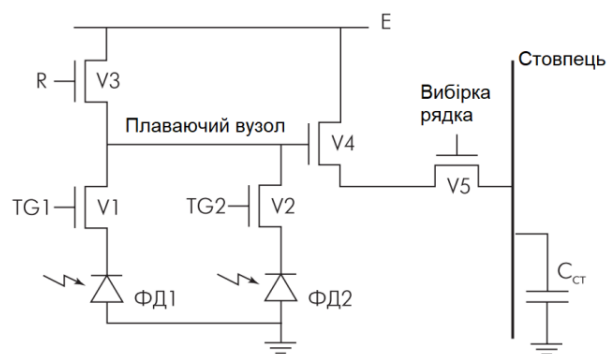 E
Стовпець
R
V3
Вибірка
рядка
Плаваючий вузол
V4
TG1
V1
TG2
V2
V5
ФД1
ФД2
Cст